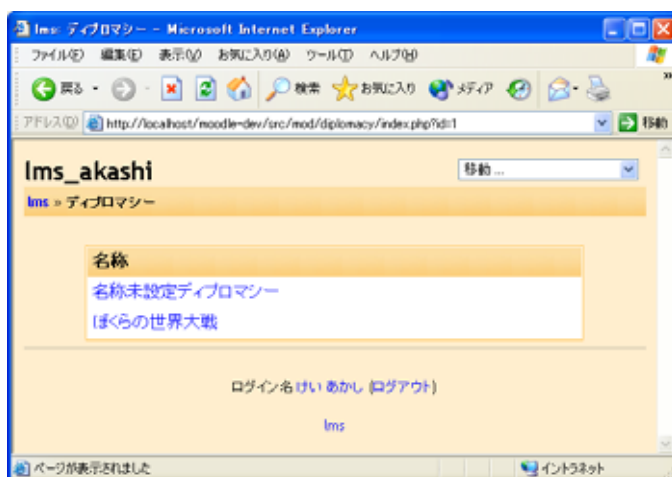 lms: ディプロマシー - Microsoft Internet Explorer
ファイル(F) 編集(E) 表示(V) お気に入り(A) ツール(T) ヘルプ(H)
戻る 検索 お気に入り メディア
アドレス(D) http://localhost/moodle-dev/src/mod/diplomacy/index.php?id=1 移動
lms_akashi 移動 ...
lms » ディプロマシー
名称
名称未設定ディプロマシー
ぼくらの世界大戦
ログイン名 けい あかし (ログアウト)
lms
ページが表示されました イントラネット